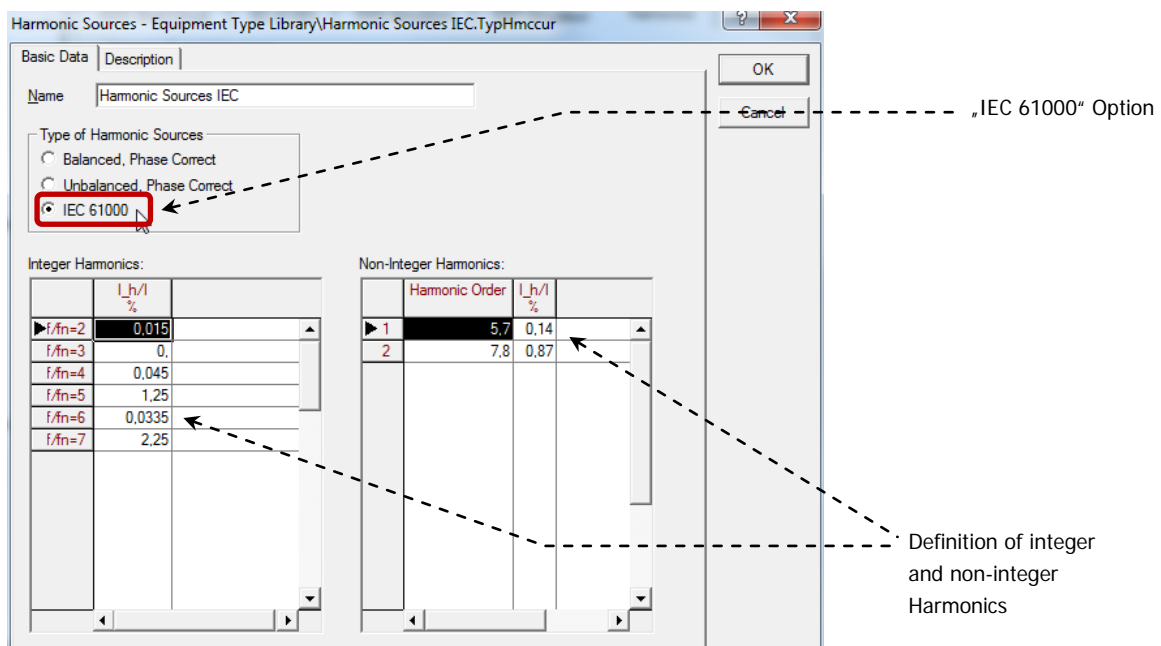 Harmonic Sources - Equipment Type Library\Harmonic Sources IEC.TypHmccur
Basic Data Description
OK
Name Harmonic Sources IEC
Cancel
„IEC 61000“ Option
Type of Harmonic Sources
Balanced, Phase Correct
Unbalanced, Phase Correct
IEC 61000
Integer Harmonics: Non-Integer Harmonics:
I_h/I Harmonic Order I_h/I
% %
f/fn=2 0,015 1 5,7 0,14
f/fn=3 0, 2 7,8 0,87
f/fn=4 0,045
f/fn=5 1,25
f/fn=6 0,0335
f/fn=7 2,25
Definition of integer
and non-integer
Harmonics